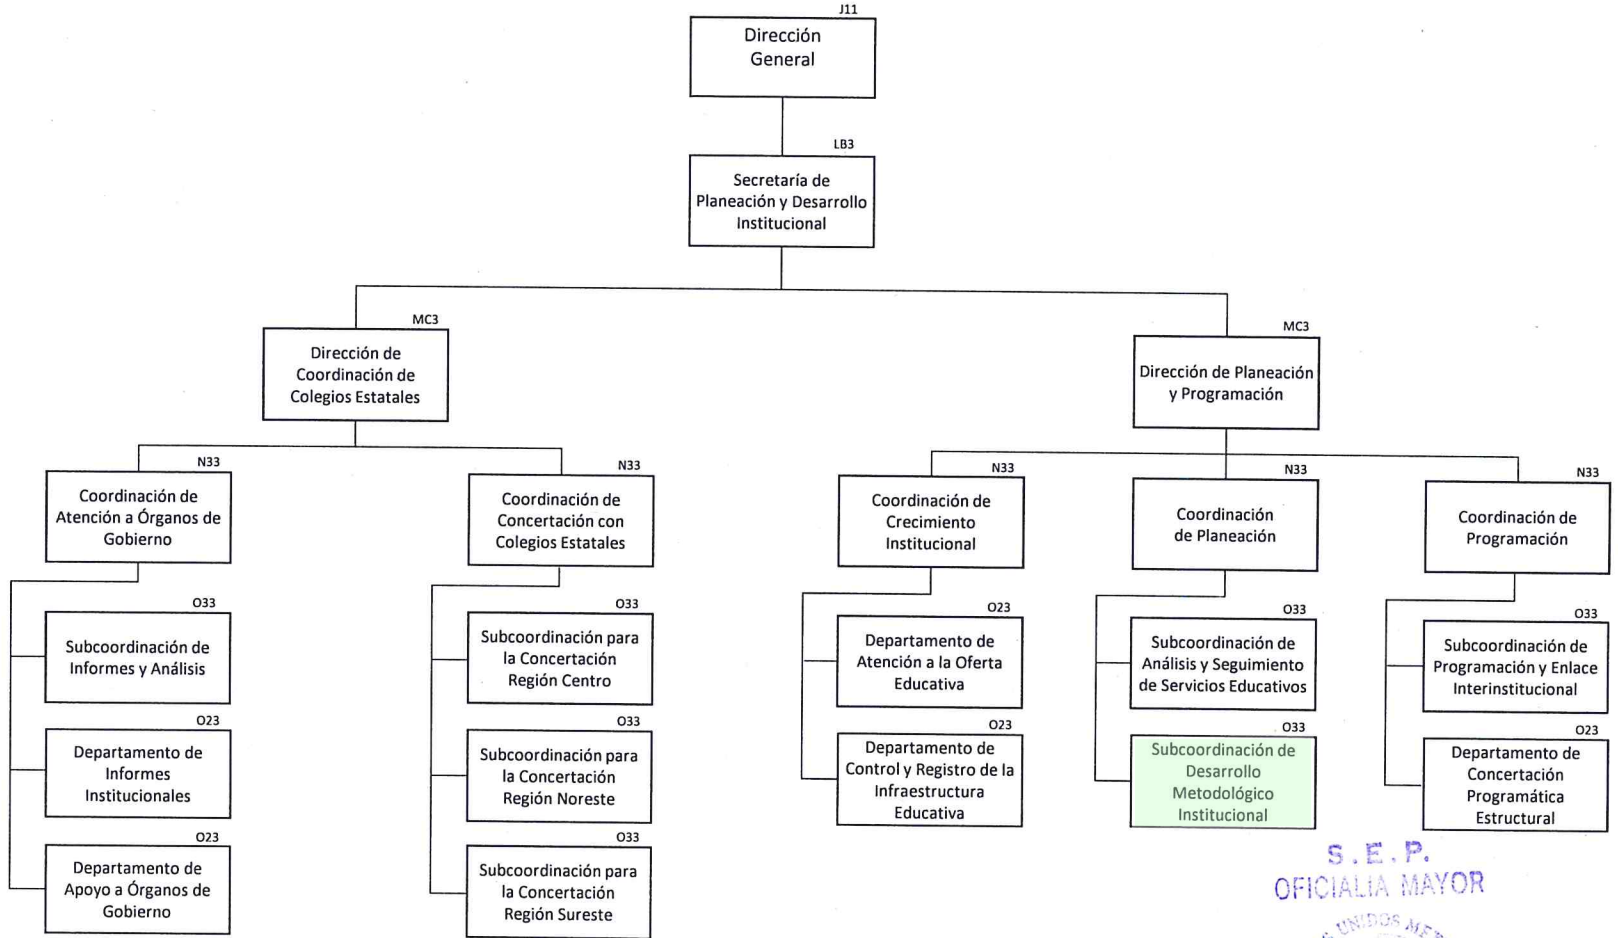 J11
Dirección
General
LB3
Secretaría de
Planeación y Desarrollo
Institucional
MC3
Dirección de
Coordinación de
Colegios Estatales
MC3
Dirección de Planeación
y Programación
N33
Coordinación de
Atención a Órganos de
Gobierno
N33
Coordinación de
Concertación con
Colegios Estatales
N33
Coordinación de
Crecimiento
Institucional
N33
Coordinación
de Planeación
N33
Coordinación de
Programación
O33
Subcoordinación de
Informes y Análisis
O23
Departamento de
Informes
Institucionales
O23
Departamento de
Apoyo a Órganos de
Gobierno
O33
Subcoordinación para
la Concertación
Región Centro
O33
Subcoordinación para
la Concertación
Región Noreste
O33
Subcoordinación para
la Concertación
Región Sureste
O23
Departamento de
Atención a la Oferta
Educativa
O23
Departamento de
Control y Registro de la
Infraestructura
Educativa
O33
Subcoordinación de
Análisis y Seguimiento
de Servicios Educativos
O33
Subcoordinación de
Desarrollo
Metodológico
Institucional
O33
Subcoordinación de
Programación y Enlace
Interinstitucional
O23
Departamento de
Concertación
Programática
Estructural
S.E.P.
OFICIALIA MAYOR
UNIDOS